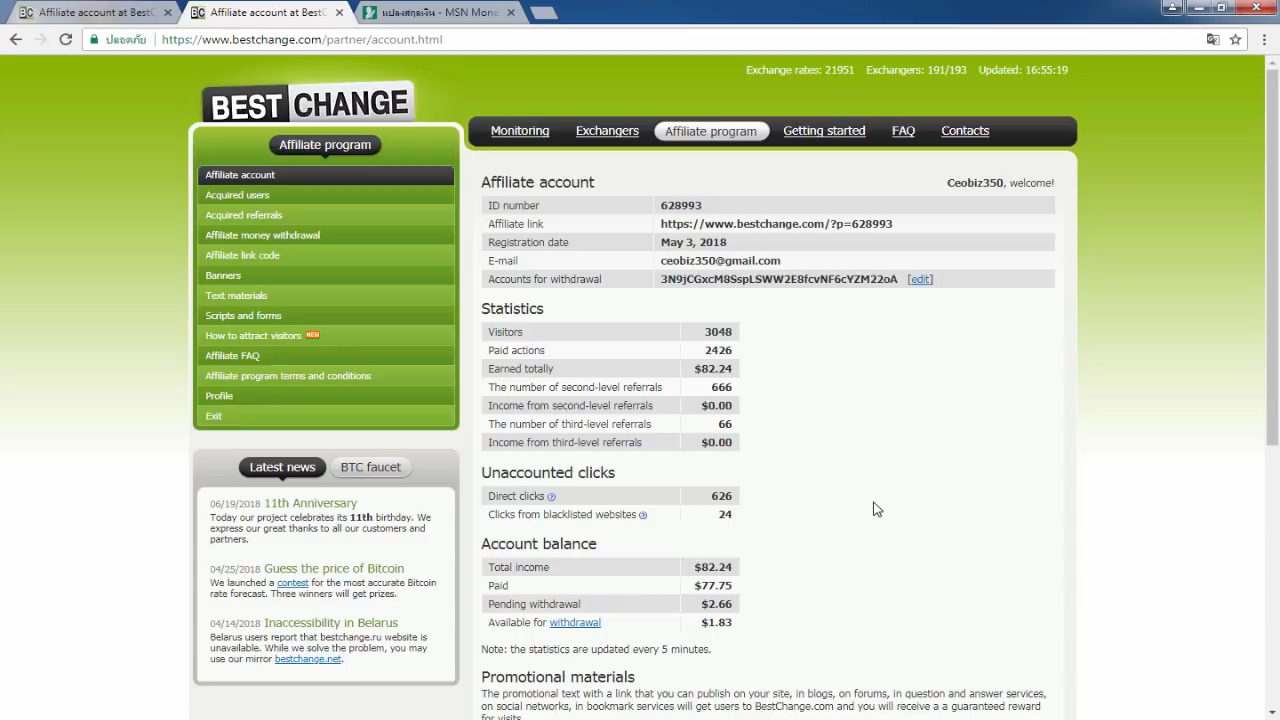 Affiliate account at BestC
Affiliate account at BestC
แปลงสกุลเงิน - MSN Mone
ปลอดภัย
https://www.bestchange.com/partner/account.html
Exchange rates: 21951 Exchangers: 191/193 Updated: 16:55:19
BEST CHANGE
Monitoring Exchangers Affiliate program Getting started FAQ Contacts
Affiliate program
Affiliate account
Acquired users
Acquired referrals
Affiliate money withdrawal
Affiliate link code
Banners
Text materials
Scripts and forms
How to attract visitors NEW
Affiliate FAQ
Affiliate program terms and conditions
Profile
Exit
Latest news BTC faucet
06/19/2018 11th Anniversary
Today our project celebrates its 11th birthday. We
express our great thanks to all our customers and
partners.
04/25/2018 Guess the price of Bitcoin
We launched a contest for the most accurate Bitcoin
rate forecast. Three winners will get prizes.
04/14/2018 Inaccessibility in Belarus
Belarus users report that bestchange.ru website is
unavailable. While we solve the problem, you may
use our mirror bestchange.net.
Affiliate account
Ceobiz350, welcome!
ID number 628993
Affiliate link https://www.bestchange.com/?p=628993
Registration date May 3, 2018
E-mail ceobiz350@gmail.com
Accounts for withdrawal 3N9jCGxcM8SspLSWW2E8fcvNF6cYZM22oA [edit]
Statistics
Visitors 3048
Paid actions 2426
Earned totally $82.24
The number of second-level referrals 666
Income from second-level referrals $0.00
The number of third-level referrals 66
Income from third-level referrals $0.00
Unaccounted clicks
Direct clicks 626
Clicks from blacklisted websites 24
Account balance
Total income $82.24
Paid $77.75
Pending withdrawal $2.66
Available for withdrawal $1.83
Note: the statistics are updated every 5 minutes.
Promotional materials
The promotional text with a link that you can publish on your site, in blogs, on forums, in question and answer services,
on social networks, in bookmark services will get users to BestChange.com and you will receive a a guaranteed reward
for visits.